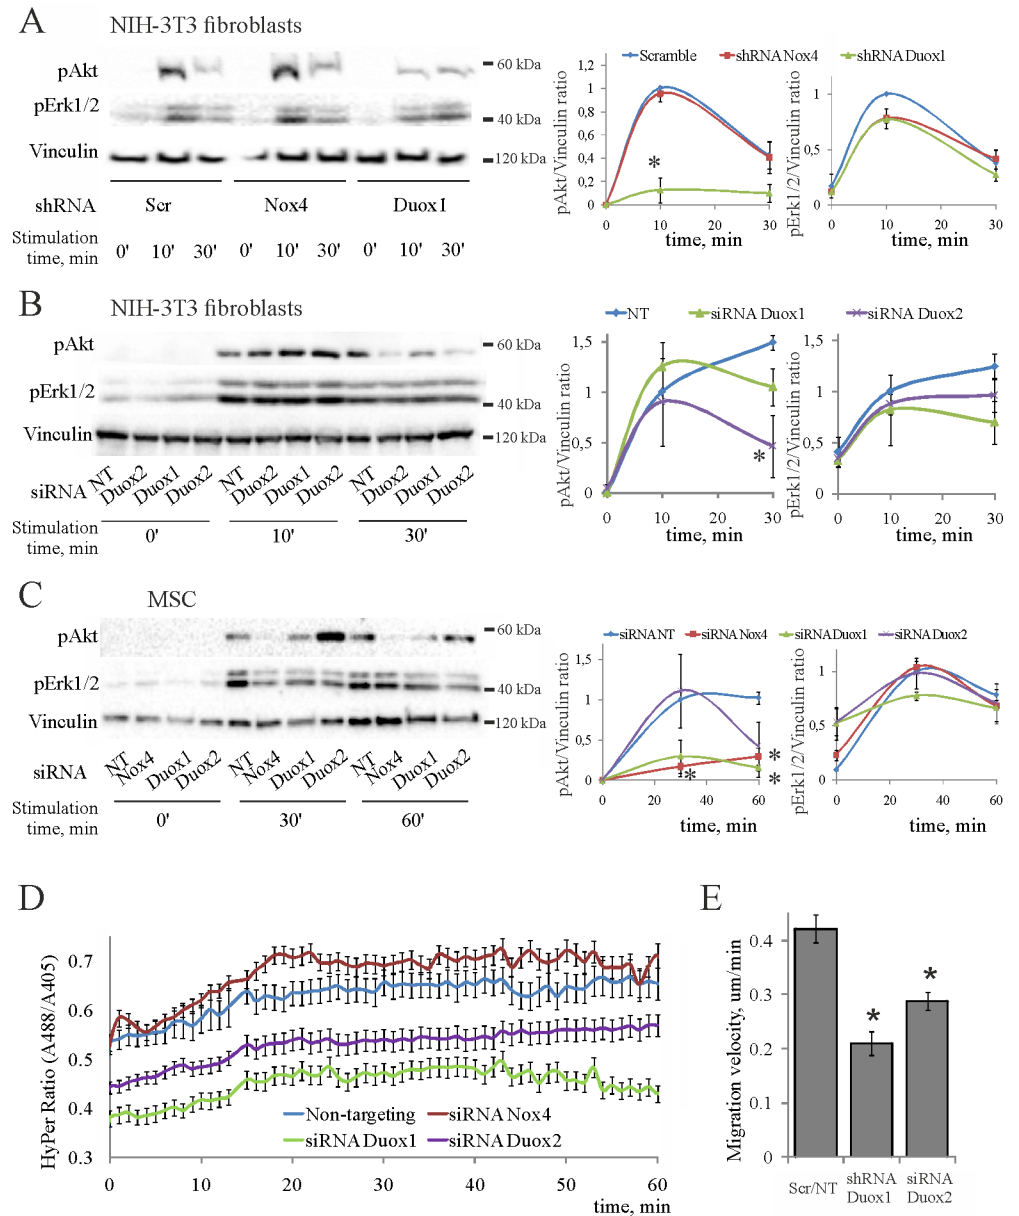 A
NIH-3T3 fibroblasts
pAkt
60 kDa
pErk1/2
40 kDa
Vinculin
120 kDa
shRNA
Scr
Nox4
Duox1
Stimulation
time, min
0'
10'
30'
0'
10'
30'
0'
10'
30'
Scramble
shRNA Nox4
shRNA Duox1
pAkt/Vinculin ratio
1,2
1
0,8
0,6
0,4
0,2
0
*
0
10
20
30
time, min
pErk1/2/Vinculin ratio
1
0,5
0
0
10
20
30
time, min
B
NIH-3T3 fibroblasts
pAkt
60 kDa
pErk1/2
40 kDa
Vinculin
120 kDa
siRNA
NT
Duox2
Duox1
Duox2
NT
Duox2
Duox1
Duox2
NT
Duox2
Duox1
Duox2
Stimulation
time, min
0'
10'
30'
NT
siRNA Duox1
siRNA Duox2
pAkt/Vinculin ratio
1,5
1
0,5
0
*
0
10
20
30
time, min
pErk1/2/Vinculin ratio
1,5
1
0,5
0
0
10
20
30
time, min
C
MSC
pAkt
60 kDa
pErk1/2
40 kDa
Vinculin
120 kDa
siRNA
NT
Nox4
Duox1
Duox2
NT
Nox4
Duox1
Duox2
NT
Nox4
Duox1
Duox2
Stimulation
time, min
0'
30'
60'
siRNA NT
siRNA Nox4
siRNA Duox1
siRNA Duox2
pAkt/Vinculin ratio
1,5
1
0,5
0
*
*
*
0
20
40
60
time, min
pErk1/2/Vinculin ratio
1
0,5
0
0
20
40
60
time, min
D
HyPer Ratio (A488/A405)
0.7
0.6
0.5
0.4
0.3
Non-targeting
siRNA Nox4
siRNA Duox1
siRNA Duox2
0
10
20
30
40
50
60
time, min
E
Migration velocity, um/min
0.4
0.3
0.2
0.1
0
*
*
Scr/NT
shRNA
Duox1
siRNA
Duox2